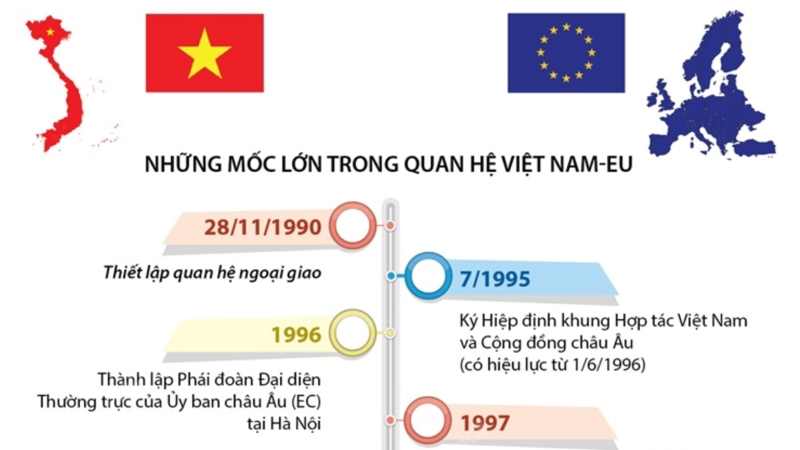 NHỮNG MỐC LỚN TRONG QUAN HỆ VIỆT NAM-EU
28/11/1990
Thiết lập quan hệ ngoại giao
7/1995
Ký Hiệp định khung Hợp tác Việt Nam
và Cộng đồng châu Âu
(có hiệu lực từ 1/6/1996)
1996
Thành lập Phái đoàn Đại diện
Thường trực của Ủy ban châu Âu (EC)
tại Hà Nội
1997